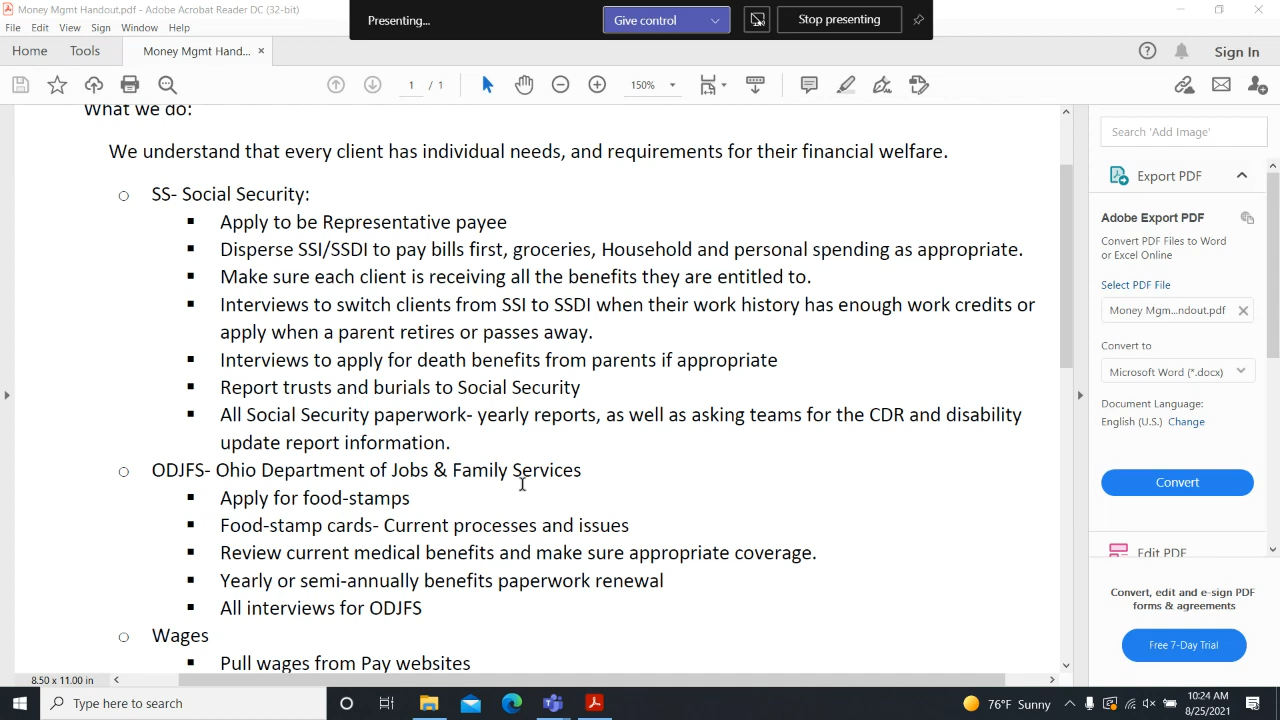 Money Mgmt Handout.pdf - Adobe Acrobat Reader DC (32-bit)
Presenting...
Give control
Stop presenting
File Edit View Sign Window Help
Home Tools Money Mgmt Hand... × Sign In
1 / 1 150%
What we do:
We understand that every client has individual needs, and requirements for their financial welfare.
SS- Social Security:
Apply to be Representative payee
Disperse SSI/SSDI to pay bills first, groceries, Household and personal spending as appropriate.
Make sure each client is receiving all the benefits they are entitled to.
Interviews to switch clients from SSI to SSDI when their work history has enough work credits or
apply when a parent retires or passes away.
Interviews to apply for death benefits from parents if appropriate
Report trusts and burials to Social Security
All Social Security paperwork- yearly reports, as well as asking teams for the CDR and disability
update report information.
ODJFS- Ohio Department of Jobs & Family Services
Apply for food-stamps
Food-stamp cards- Current processes and issues
Review current medical benefits and make sure appropriate coverage.
Yearly or semi-annually benefits paperwork renewal
All interviews for ODJFS
Wages
Pull wages from Pay websites
8.50 x 11.00 in
Search 'Add Image'
Export PDF
Adobe Export PDF
Convert PDF Files to Word
or Excel Online
Select PDF File
Money Mgm...ndout.pdf
Convert to
Microsoft Word (*.docx)
Document Language:
English (U.S.) Change
Convert
Edit PDF
Convert, edit and e-sign PDF
forms & agreements
Free 7-Day Trial
Type here to search
76°F Sunny
10:24 AM
8/25/2021